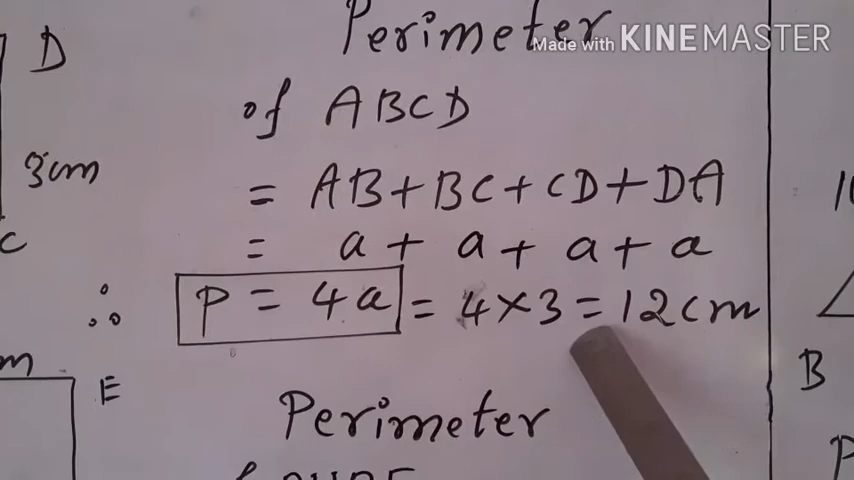 Perimeter
Made with KINEMASTER
D
of ABCD
3cm
= AB + BC + CD + DA
C
= a + a + a + a
∴ P = 4a = 4 × 3 = 12cm
m
E
B
Perimeter
P